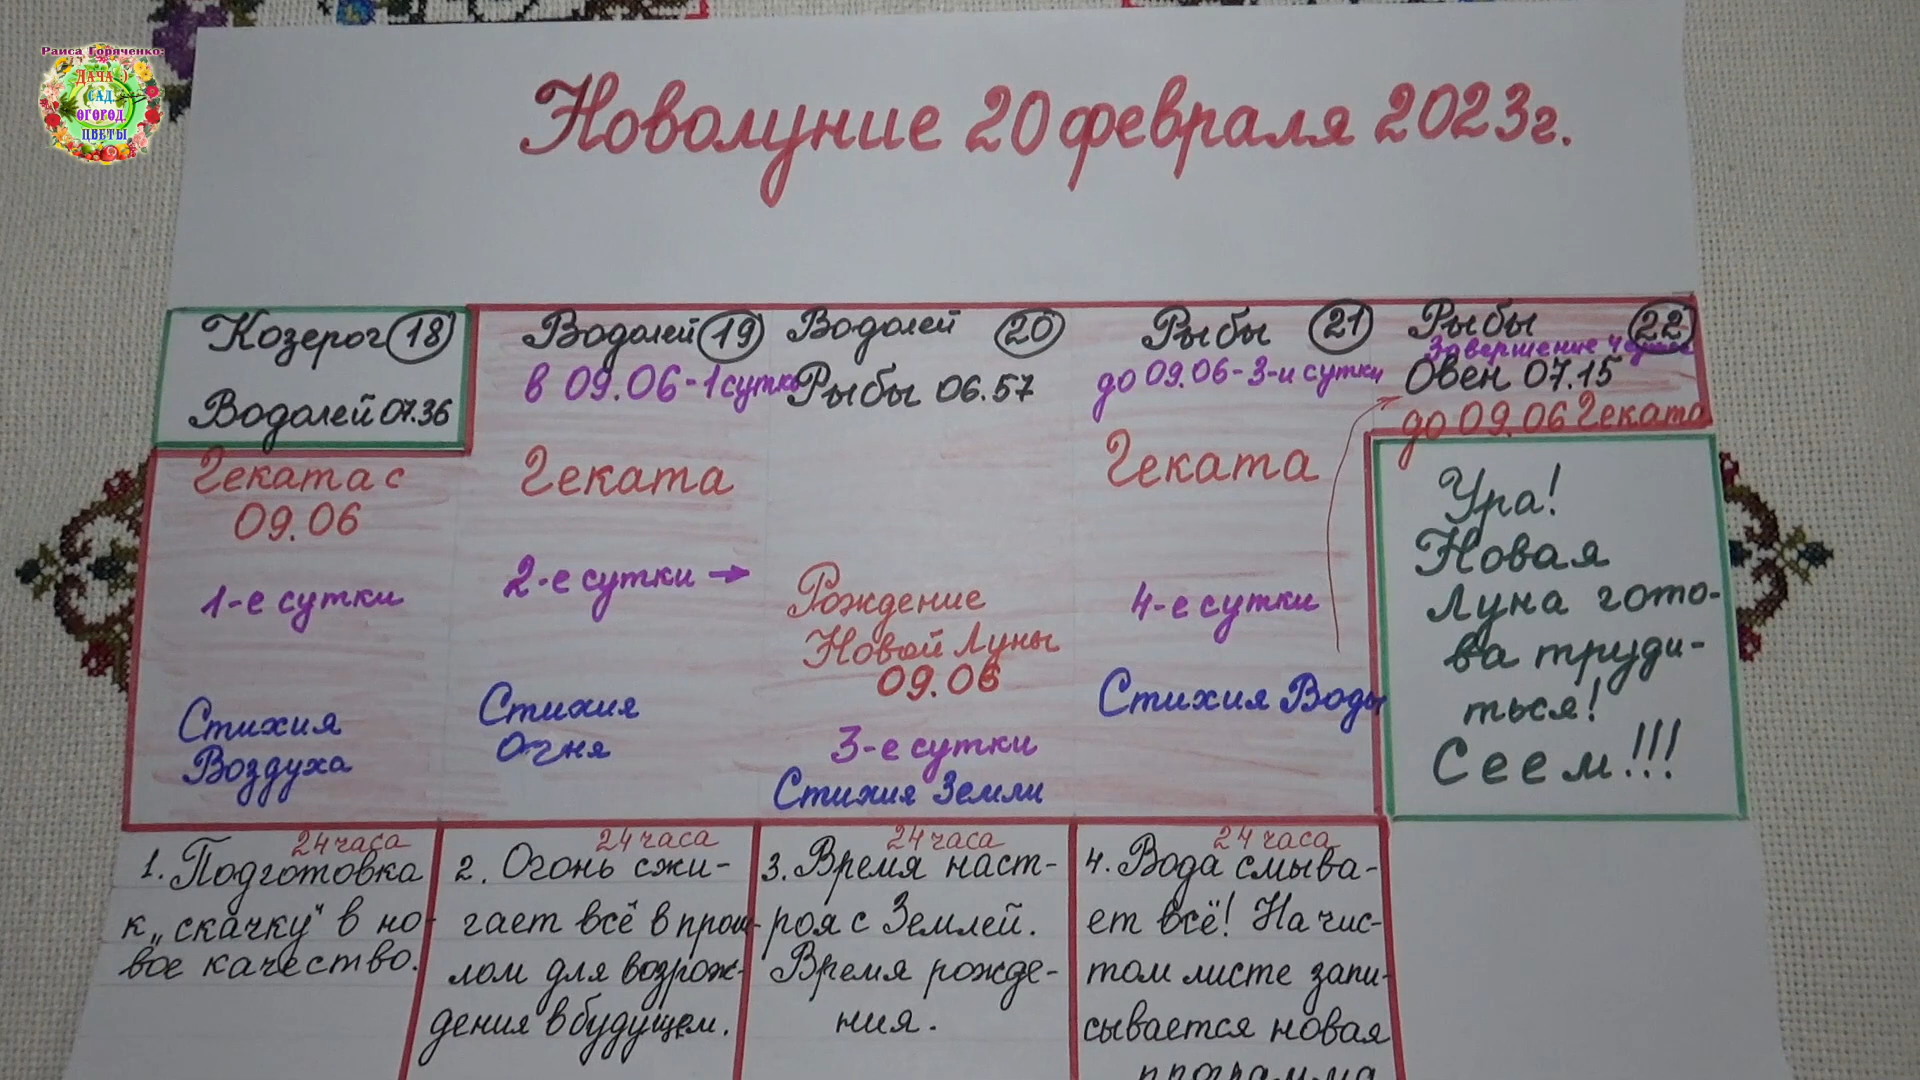 Раиса Горяченко:
ДАЧА
САД
ОГОРОД
ЦВЕТЫ
Новолуние 20 февраля 2023г.
Козерог 18
Водолей 07.36
Геката с
09.06
1-е сутки
Стихия
Воздуха
Водолей 19
в 09.06 - 1 сутки
Геката
2-е сутки →
Стихия
Огня
Водолей 20
Рыбы 06.57
Рождение
Новой Луны
09.06
3-е сутки
Стихия Земли
Рыбы 21
до 09.06 - 3-и сутки
Геката
4-е сутки
Стихия Воды
Рыбы 22
Завершение
Овен 07.15
до 09.06 Геката
Ура!
Новая
Луна гото-
ва труди-
ться!
Сеем!!!
24 часа
1. Подготовка
к „скачку" в но-
вое качество.
24 часа
2. Огонь сжи-
гает всё в прош-
лом для возрож-
дения в будущем.
24 часа
3. Время наст-
роя с Землей.
Время рожде-
ния.
24 часа
4. Вода смыва-
ет всё! На чис-
том листе запи-
сывается новая
программа